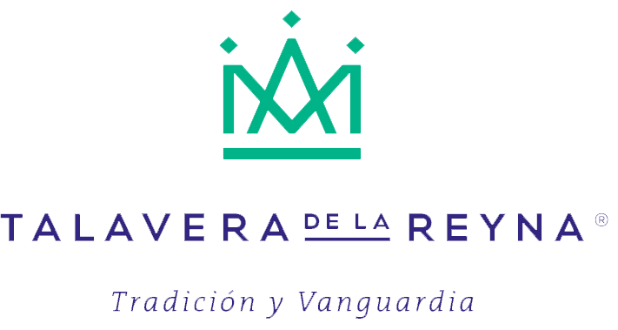 TALAVERA DE LA REYNA®
Tradición y Vanguardia